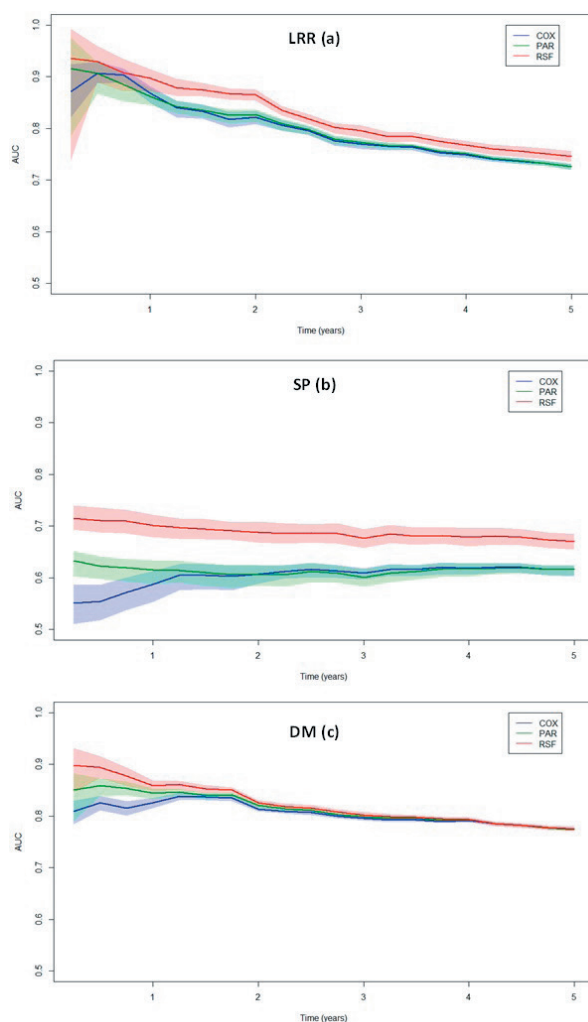 LRR (a)
COX
PAR
RSF
AUC
1.0
0.9
0.8
0.7
0.6
0.5
1 2 3 4 5
Time (years)
SP (b)
COX
PAR
RSF
AUC
1.0
0.9
0.8
0.7
0.6
0.5
1 2 3 4 5
Time (years)
DM (c)
COX
PAR
RSF
AUC
1.0
0.9
0.8
0.7
0.6
0.5
1 2 3 4 5
Time (years)